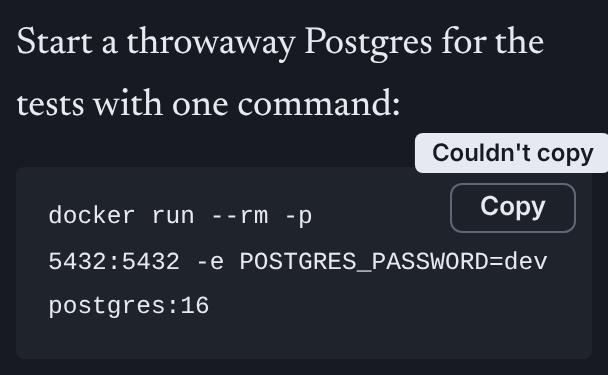 Start a throwaway Postgres for the
tests with one command:
Couldn't copy
Copy
docker run --rm -p
5432:5432 -e POSTGRES_PASSWORD=dev
postgres:16